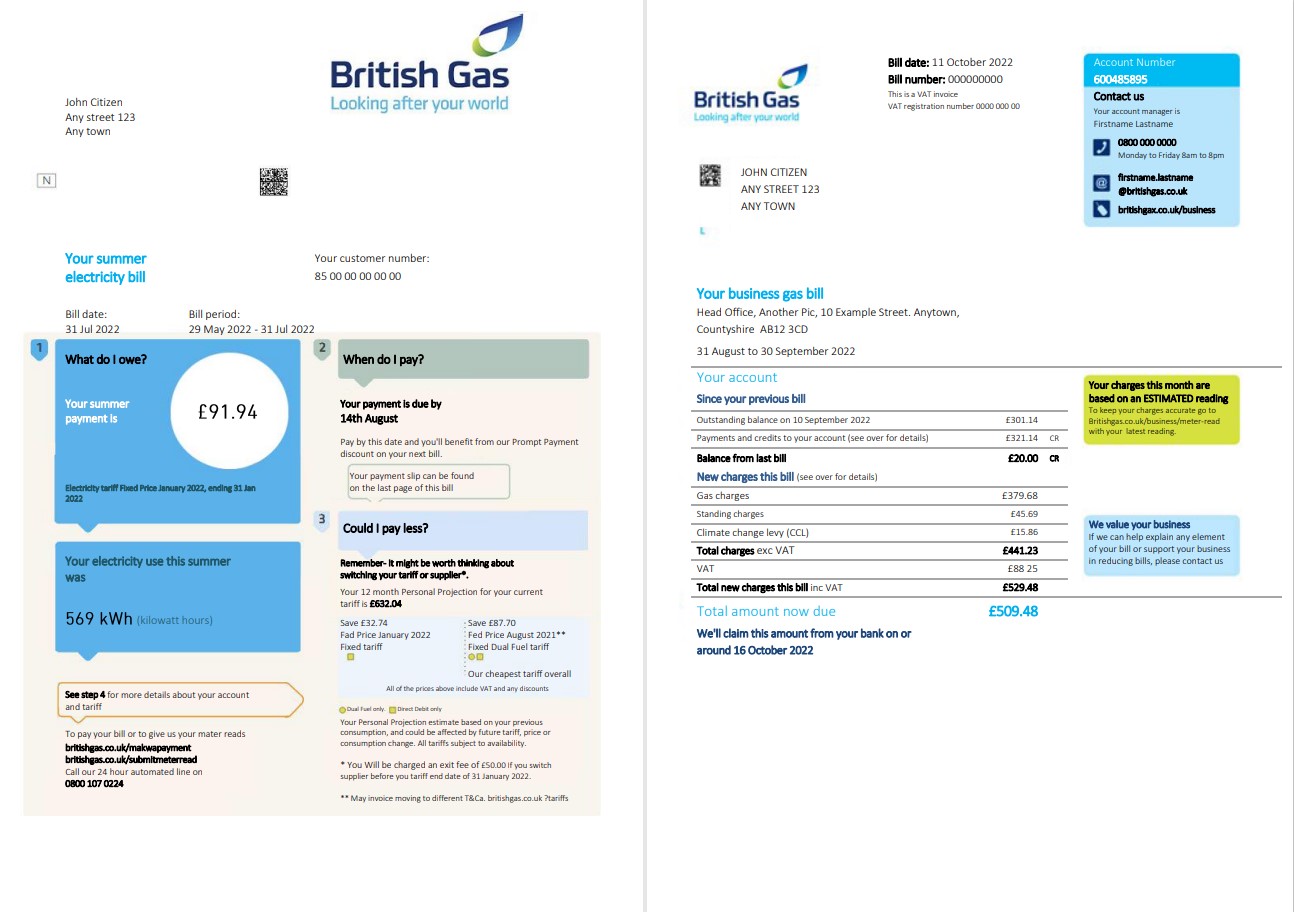 British Gas
Looking after your world
John Citizen
Any street 123
Any town
N
Your summer
electricity bill
Your customer number:
85 00 00 00 00 00
Bill date:
31 Jul 2022
Bill period:
29 May 2022 - 31 Jul 2022
1
What do I owe?
Your summer
payment is
£91.94
Electricity tariff Fixed Price January 2022, ending 31 Jan
2022
Your electricity use this summer
was
569 kWh (kilowatt hours)
See step 4 for more details about your account
and tariff
To pay your bill or to give us your mater reads
britishgas.co.uk/makwapayment
britishgas.co.uk/submitmeterread
Call our 24 hour automated line on
0800 107 0224
2
When do I pay?
Your payment is due by
14th August
Pay by this date and you'll benefit from our Prompt Payment
discount on your next bill.
Your payment slip can be found
on the last page of this bill
3
Could I pay less?
Remember- It might be worth thinking about
switching your tariff or supplier*.
Your 12 month Personal Projection for your current
tariff is £632.04
Save £32.74
Fad Price January 2022
Fixed tariff
Save £87.70
Fed Price August 2021**
Fixed Dual Fuel tariff
Our cheapest tariff overall
All of the prices above include VAT and any discounts
Dual Fuel only. Direct Debit only
Your Personal Projection estimate based on your previous
consumption, and could be affected by future tariff, price or
consumption change. All tariffs subject to availability.
* You Will be charged an exit fee of £50.00 if you switch
supplier before you tariff end date of 31 January 2022.
** May invoice moving to different T&Ca. britishgas.co.uk ?tariffs
British Gas
Looking after your world
Bill date: 11 October 2022
Bill number: 000000000
This is a VAT invoice
VAT registration number 0000 000 00
Account Number
600485895
Contact us
Your account manager is
Firstname Lastname
0800 000 0000
Monday to Friday 8am to 8pm
@
firstname.lastname
@britishgas.co.uk
britishgax.co.uk/business
JOHN CITIZEN
ANY STREET 123
ANY TOWN
L
Your business gas bill
Head Office, Another Pic, 10 Example Street. Anytown,
Countyshire AB12 3CD
31 August to 30 September 2022
Your account
Since your previous bill
Outstanding balance on 10 September 2022 £301.14
Payments and credits to your account (see over for details) £321.14 CR
Balance from last bill £20.00 CR
New charges this bill (see over for details)
Gas charges £379.68
Standing charges £45.69
Climate change levy (CCL) £15.86
Total charges exc VAT £441.23
VAT £88 25
Total new charges this bill inc VAT £529.48
Total amount now due £509.48
We'll claim this amount from your bank on or
around 16 October 2022
Your charges this month are
based on an ESTIMATED reading
To keep your charges accurate go to
Britishgas.co.uk/business/meter-read
with your latest reading.
We value your business
If we can help explain any element
of your bill or support your business
in reducing bills, please contact us